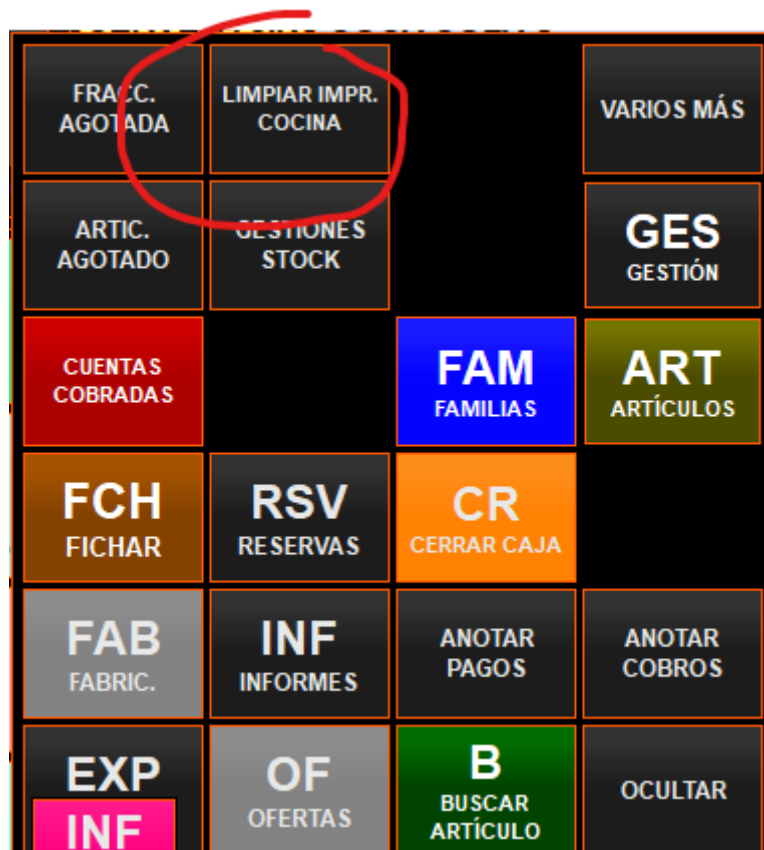 FRACC.
AGOTADA
LIMPIAR IMPR.
COCINA
VARIOS MÁS
ARTIC.
AGOTADO
GESTIONES
STOCK
GES
GESTIÓN
CUENTAS
COBRADAS
FAM
FAMILIAS
ART
ARTÍCULOS
FCH
FICHAR
RSV
RESERVAS
CR
CERRAR CAJA
FAB
FABRIC.
INF
INFORMES
ANOTAR
PAGOS
ANOTAR
COBROS
EXP
INF
OF
OFERTAS
B
BUSCAR
ARTÍCULO
OCULTAR